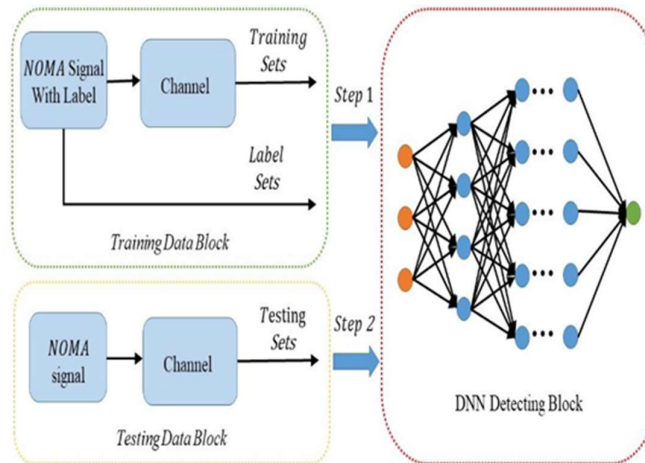 NOMA Signal
With Label
Channel
Training
Sets
Label
Sets
Training Data Block
Step 1
NOMA
signal
Channel
Testing
Sets
Testing Data Block
Step 2
DNN Detecting Block